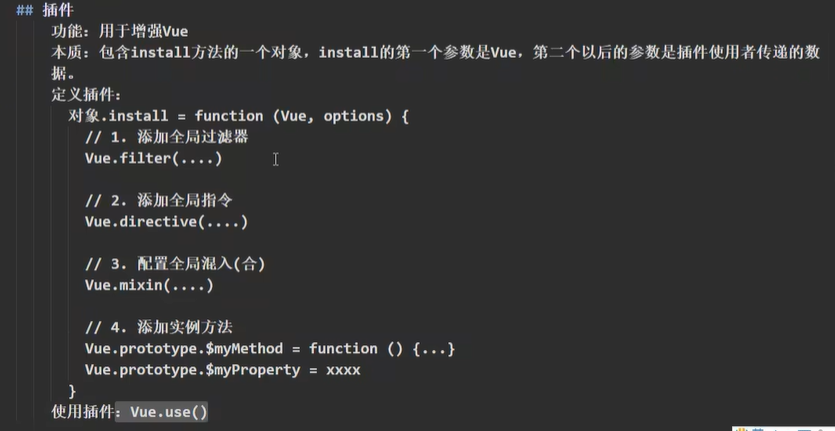 ## 插件
功能：用于增强Vue
本质：包含install方法的一个对象，install的第一个参数是Vue，第二个以后的参数是插件使用者传递的数
据。
定义插件：
对象.install = function (Vue, options) {
// 1. 添加全局过滤器
Vue.filter(....)
// 2. 添加全局指令
Vue.directive(....)
// 3. 配置全局混入(合)
Vue.mixin(....)
// 4. 添加实例方法
Vue.prototype.$myMethod = function () {...}
Vue.prototype.$myProperty = xxxx
}
使用插件：Vue.use()